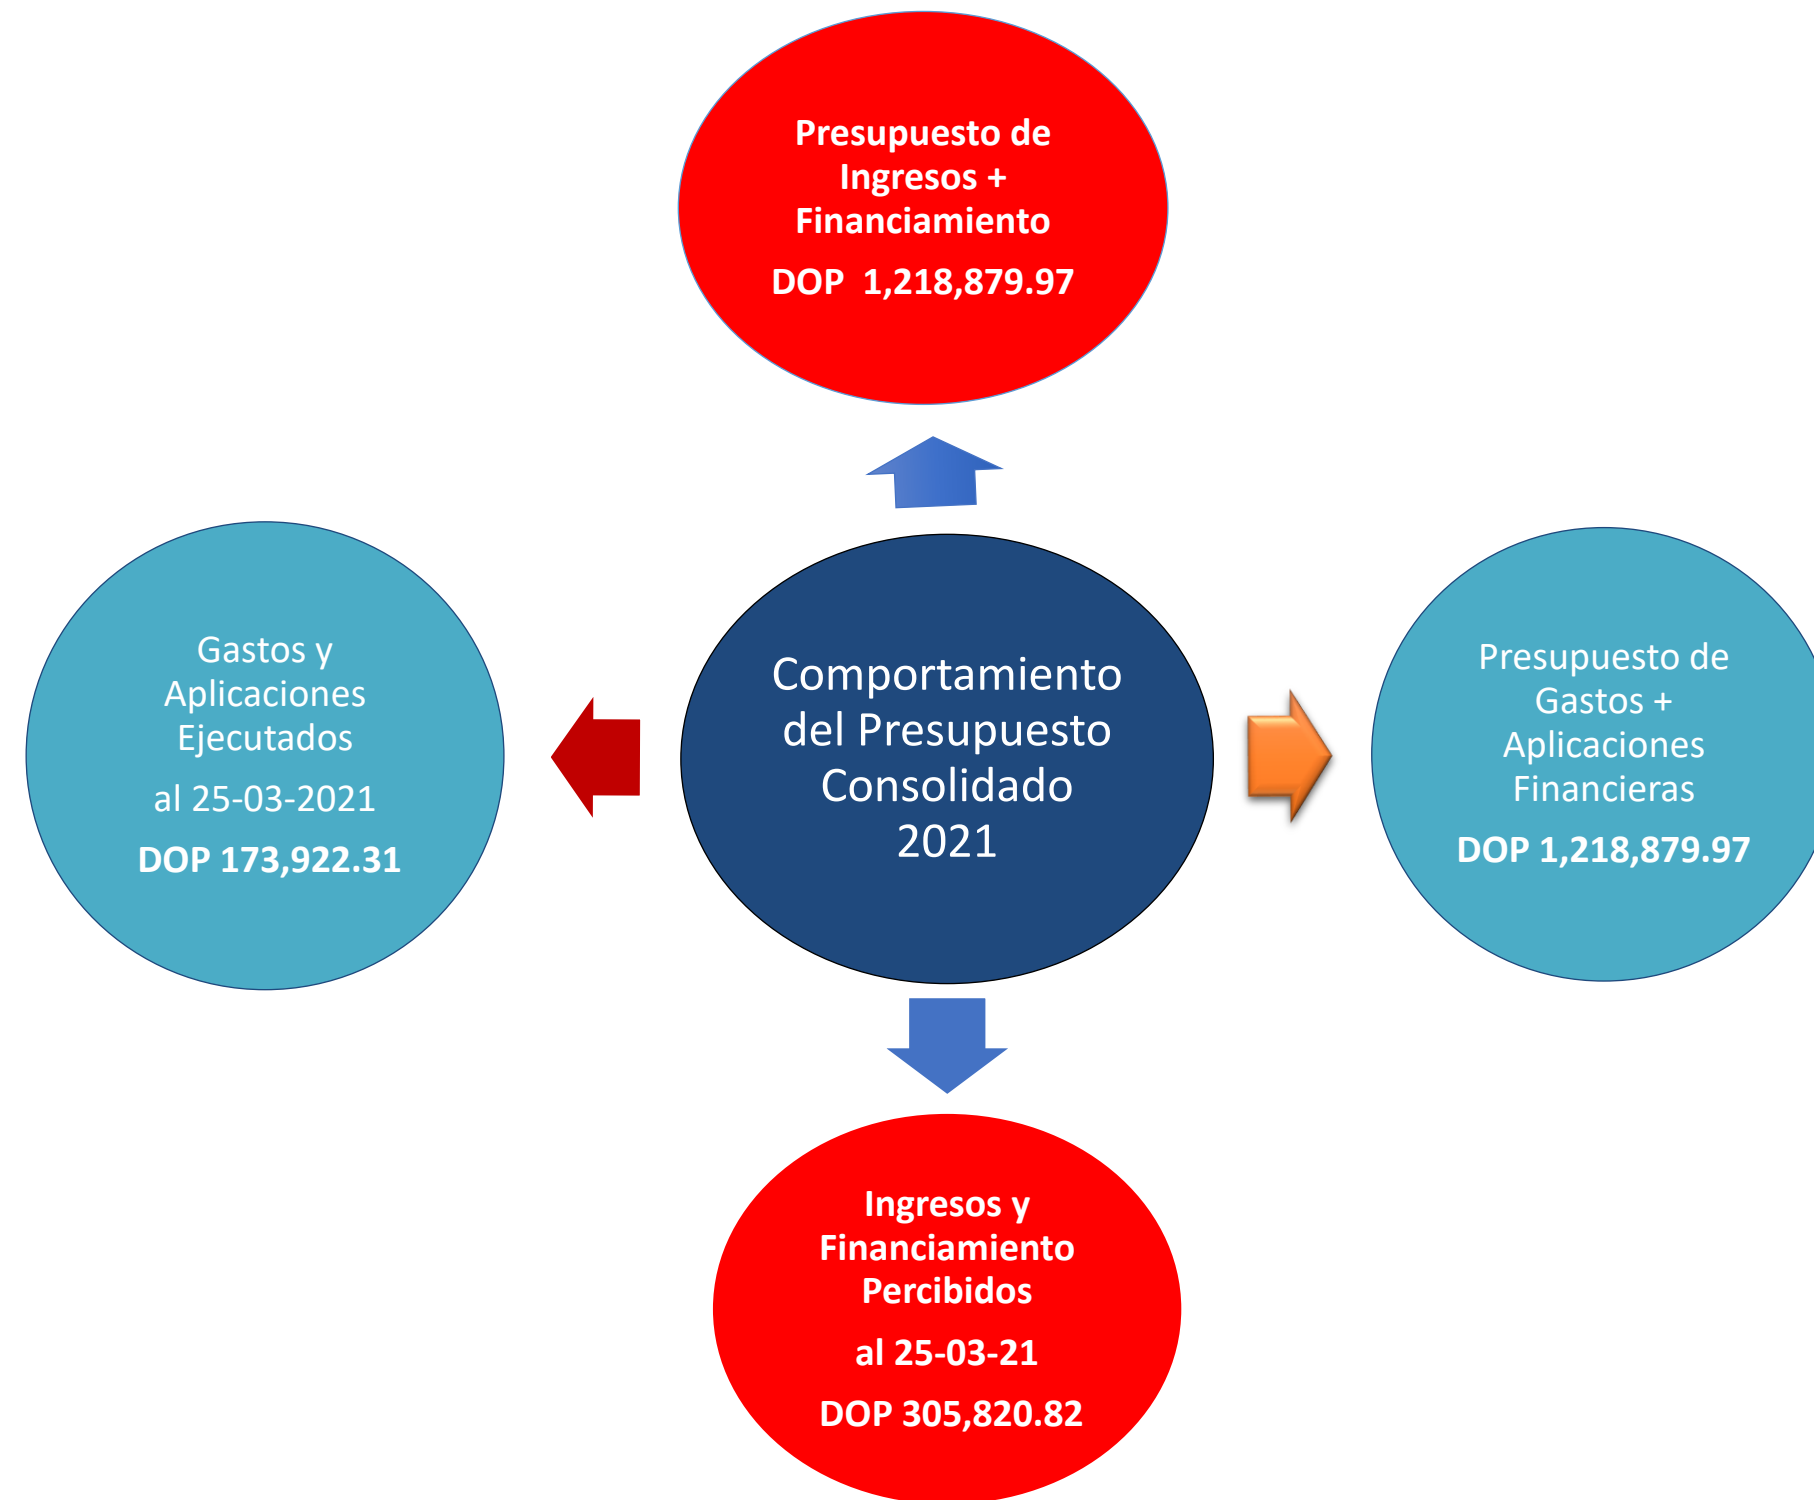 Presupuesto de
Ingresos +
Financiamiento
DOP  1,218,879.97
Gastos y
Aplicaciones
Ejecutados
al 25-03-2021
DOP 173,922.31
Comportamiento
del Presupuesto
Consolidado
2021
Presupuesto de
Gastos +
Aplicaciones
Financieras
DOP 1,218,879.97
Ingresos y
Financiamiento
Percibidos
al 25-03-21
DOP 305,820.82